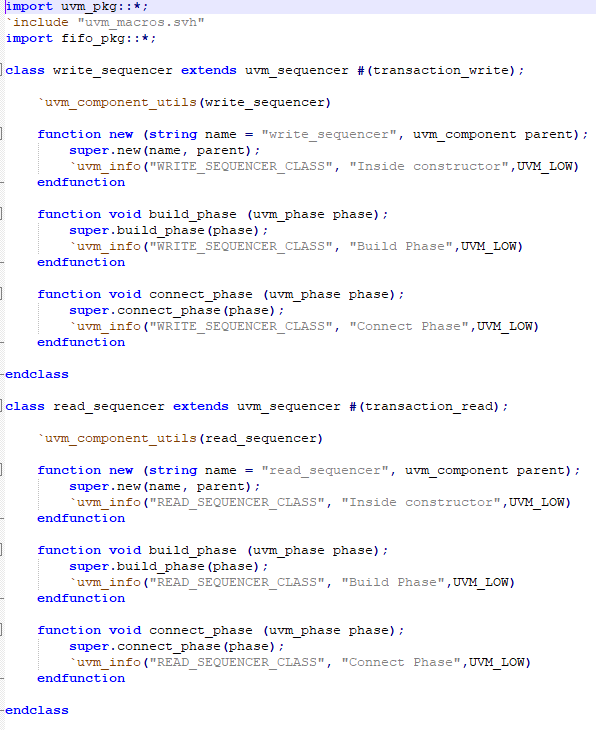 import uvm_pkg::*;
`include "uvm_macros.svh"
import fifo_pkg::*;
class write_sequencer extends uvm_sequencer #(transaction_write);
`uvm_component_utils(write_sequencer)
function new (string name = "write_sequencer", uvm_component parent);
super.new(name, parent);
`uvm_info("WRITE_SEQUENCER_CLASS", "Inside constructor",UVM_LOW)
endfunction
function void build_phase (uvm_phase phase);
super.build_phase(phase);
`uvm_info("WRITE_SEQUENCER_CLASS", "Build Phase",UVM_LOW)
endfunction
function void connect_phase (uvm_phase phase);
super.connect_phase(phase);
`uvm_info("WRITE_SEQUENCER_CLASS", "Connect Phase",UVM_LOW)
endfunction
endclass
class read_sequencer extends uvm_sequencer #(transaction_read);
`uvm_component_utils(read_sequencer)
function new (string name = "read_sequencer", uvm_component parent);
super.new(name, parent);
`uvm_info("READ_SEQUENCER_CLASS", "Inside constructor",UVM_LOW)
endfunction
function void build_phase (uvm_phase phase);
super.build_phase(phase);
`uvm_info("READ_SEQUENCER_CLASS", "Build Phase",UVM_LOW)
endfunction
function void connect_phase (uvm_phase phase);
super.connect_phase(phase);
`uvm_info("READ_SEQUENCER_CLASS", "Connect Phase",UVM_LOW)
endfunction
endclass